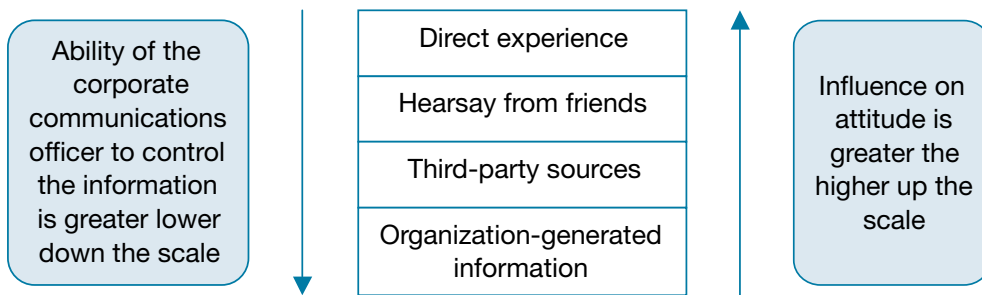 Ability of the
corporate
communications
officer to control
the information
is greater lower
down the scale
Direct experience
Hearsay from friends
Third-party sources
Organization-generated
information
Influence on
attitude is
greater the
higher up the
scale